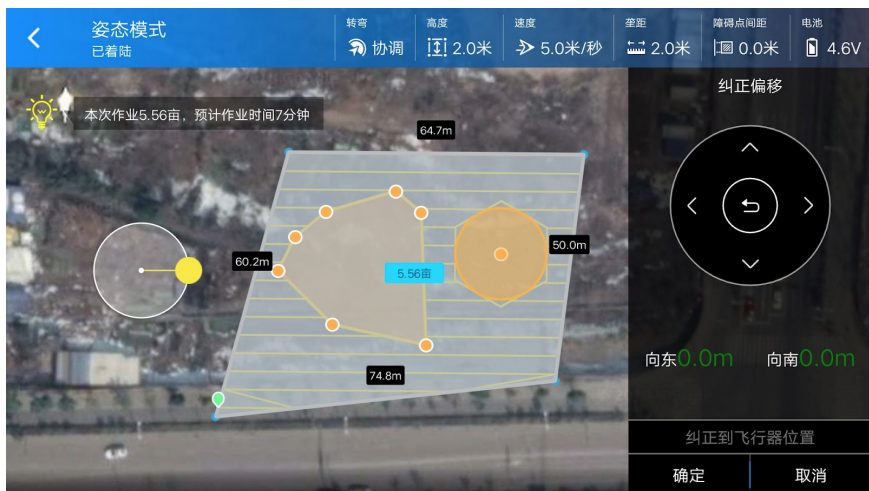 姿态模式
已着陆
转弯
协调
高度
2.0米
速度
5.0米/秒
垄距
2.0米
障碍点间距
0.0米
电池
4.6V
本次作业5.56亩，预计作业时间7分钟
64.7m
60.2m
50.0m
5.56亩
74.8m
纠正偏移
向东0.0m 向南0.0m
纠正到飞行器位置
确定 取消